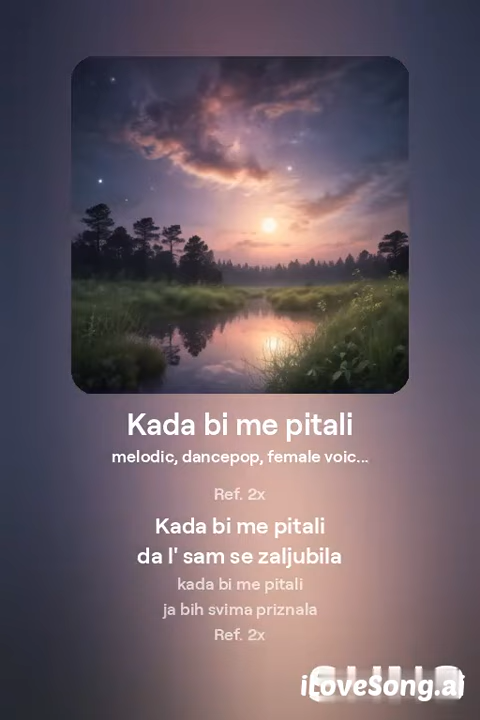 Kada bi me pitali
melodic, dancepop, female voic...
Ref. 2x
Kada bi me pitali
da l' sam se zaljubila
kada bi me pitali
ja bih svima priznala
Ref. 2x
iLoveSong.ai